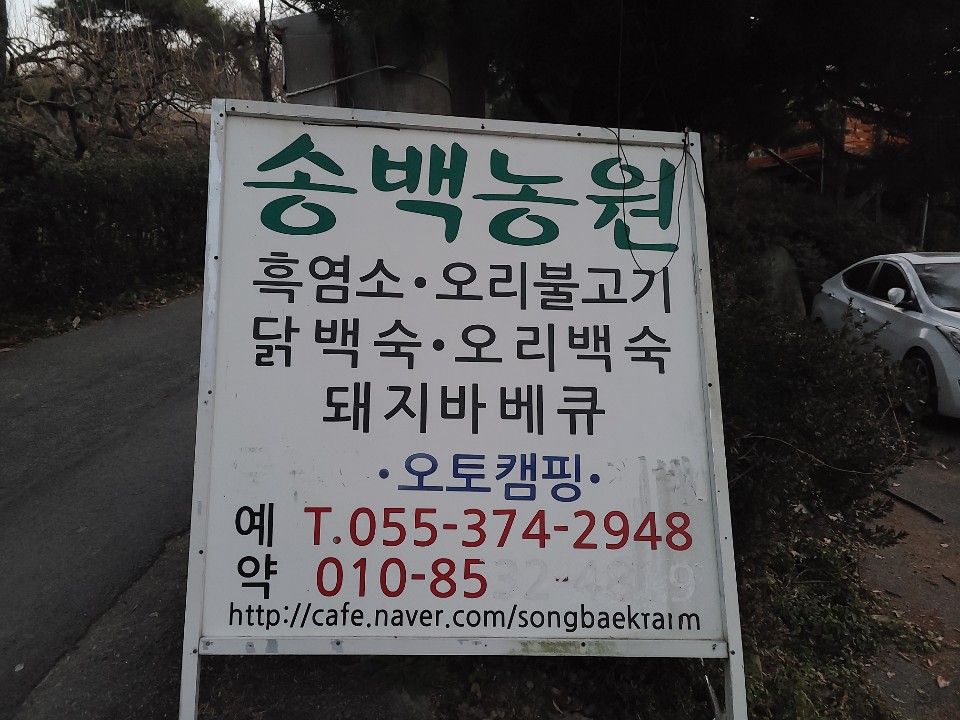 송백농원
흑염소·오리불고기
닭백숙·오리백숙
돼지바베큐
·오토캠핑·
예약 T.055-374-2948
010-85
http://cafe.naver.com/